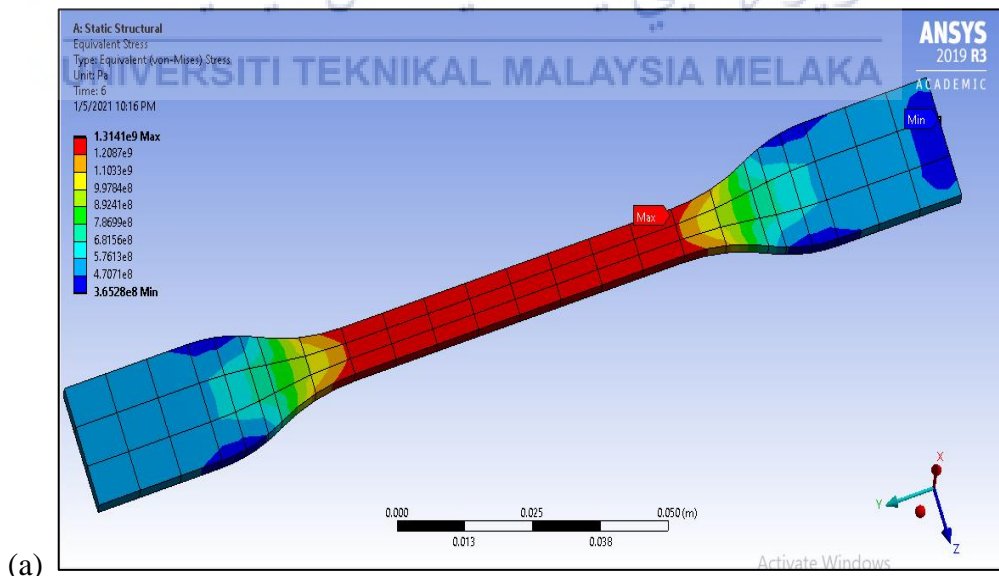 A: Static Structural
Equivalent Stress
Type: Equivalent (von-Mises) Stress
Unit: Pa
Time: 6
1/5/2021 10:16 PM
UNIVERSITI TEKNIKAL MALAYSIA MELAKA
ANSYS
2019 R3
ACADEMIC
1.3141e9 Max
1.2087e9
1.1033e9
9.9784e8
8.9241e8
7.8699e8
6.8156e8
5.7613e8
4.7071e8
3.6528e8 Min
Min
Max
0.000 0.025 0.050 (m)
0.013 0.038
X
Y
Z
Activate Windows
(a)